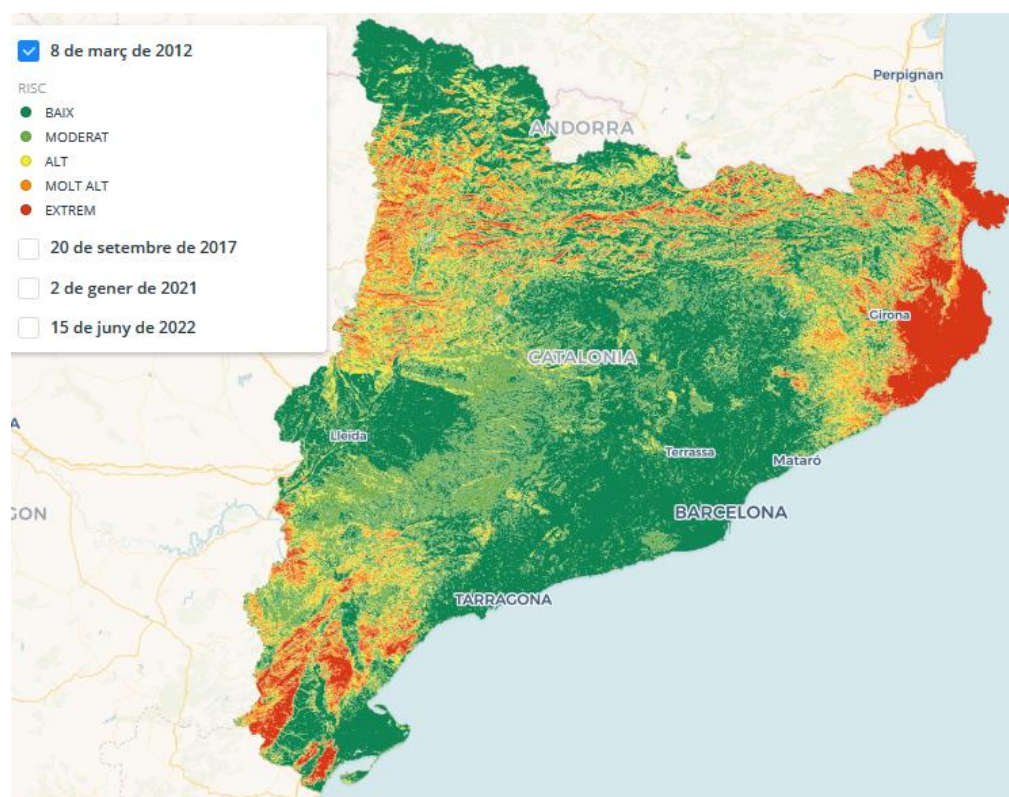 8 de març de 2012
RISC
BAIX
MODERAT
ALT
MOLT ALT
EXTREM
20 de setembre de 2017
2 de gener de 2021
15 de juny de 2022
Perpignan
ANDORRA
Girona
CATALONIA
Lleida
Terrassa
Mataró
BARCELONA
TARRAGONA
A
GON